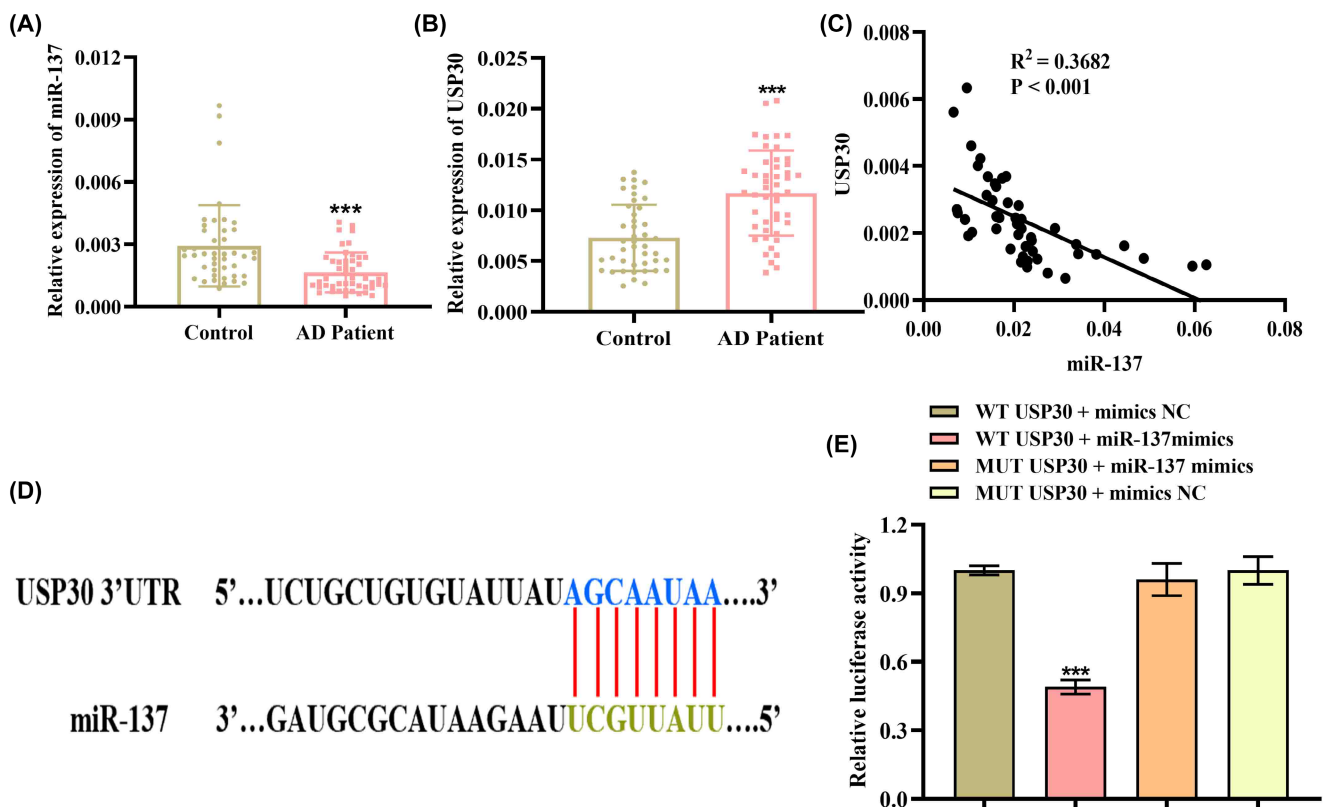 (A)
Relative expression of miR-137
0.012
0.009
0.006
0.003
0.000
***
Control
AD Patient
(B)
Relative expression of USP30
0.025
0.020
0.015
0.010
0.005
0.000
***
Control
AD Patient
(C)
USP30
0.008
0.006
0.004
0.002
0.000
R² = 0.3682
P < 0.001
0.00
0.02
0.04
0.06
0.08
miR-137
(D)
USP30 3’UTR 5’...UCUGCUGUGUAUUAUAGCAAUAA....3’
miR-137 3’...GAUGCGCAUAAGAAUUCGUUAUU....5’
(E)
WT USP30 + mimics NC
WT USP30 + miR-137mimics
MUT USP30 + miR-137 mimics
MUT USP30 + mimics NC
Relative luciferase activity
1.2
0.9
0.6
0.3
0.0
***